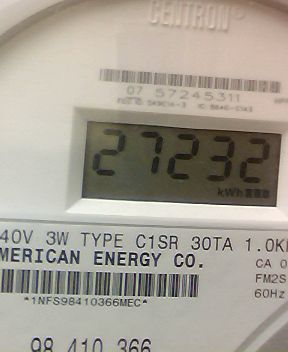 CENTRON
07 57245311
27232
kWh
40V 3W TYPE C1SR 30TA 1.0K
MERICAN ENERGY CO.
CA 0
FM2S
60Hz
*1NFS98410366MEC*
98 410 366